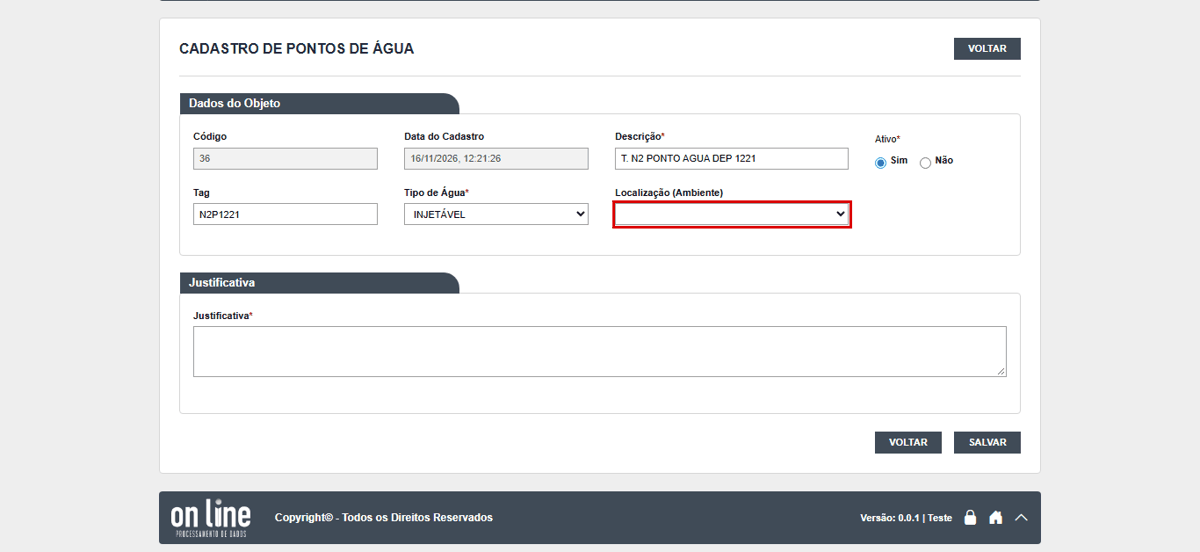 CADASTRO DE PONTOS DE ÁGUA
VOLTAR
Dados do Objeto
Código
Data do Cadastro
Descrição*
Ativo*
36
16/11/2026, 12:21:26
T. N2 PONTO AGUA DEP 1221
Sim
Não
Tag
Tipo de Água*
Localização (Ambiente)
N2P1221
INJETÁVEL
Justificativa
Justificativa*
VOLTAR
SALVAR
on line
PROCESSAMENTO DE DADOS
Copyright© - Todos os Direitos Reservados
Versão: 0.0.1 | Teste